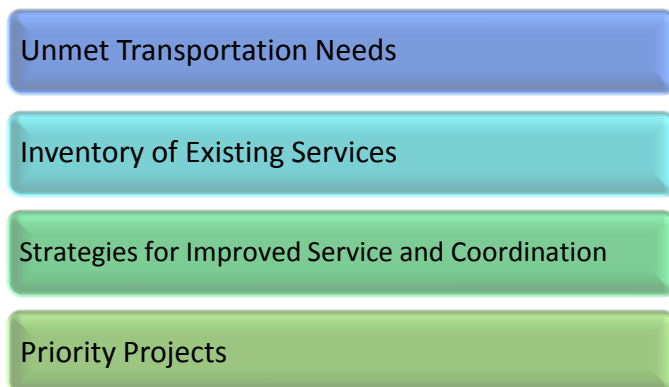 Unmet Transportation Needs
Inventory of Existing Services
Strategies for Improved Service and Coordination
Priority Projects